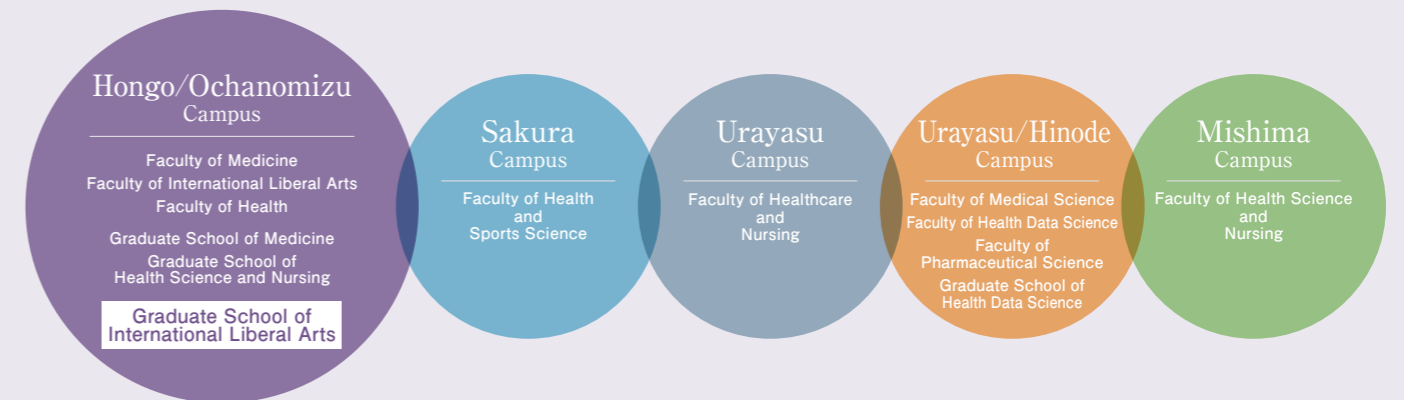 Hongo/Ochanomizu
Campus
Faculty of Medicine
Faculty of International Liberal Arts
Faculty of Health
Graduate School of Medicine
Graduate School of
Health Science and Nursing
Graduate School of
International Liberal Arts
Sakura
Campus
Faculty of Health
and
Sports Science
Urayasu
Campus
Faculty of Healthcare
and
Nursing
Urayasu/Hinode
Campus
Faculty of Medical Science
Faculty of Health Data Science
Faculty of
Pharmaceutical Science
Graduate School of
Health Data Science
Mishima
Campus
Faculty of Health Science
and
Nursing